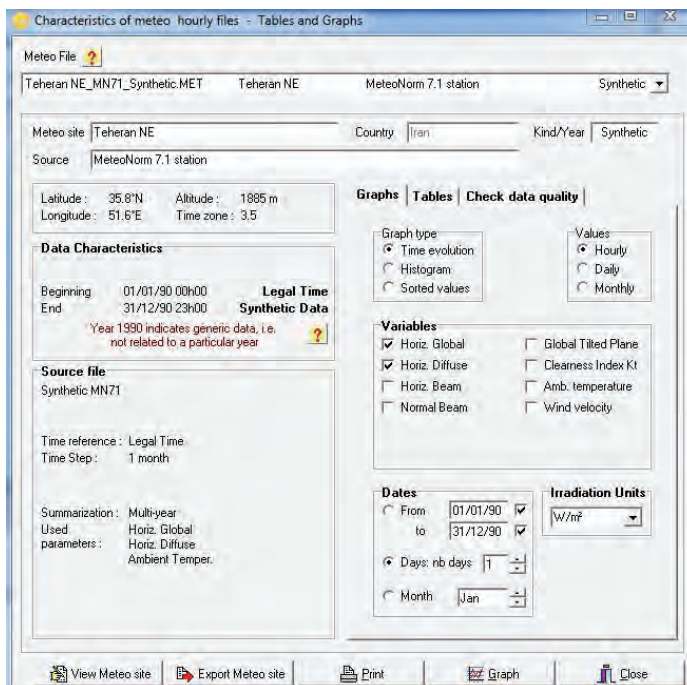 Characteristics of meteo hourly files - Tables and Graphs
Meteo File ?
Teheran NE_MN71_Synthetic.MET Teheran NE MeteoNorm 7.1 station Synthetic
Meteo site Teheran NE Country Iran Kind/Year Synthetic
Source MeteoNorm 7.1 station
Latitude : 35.8°N Altitude : 1885 m
Longitude : 51.6°E Time zone : 3.5
Data Characteristics
Beginning 01/01/90 00h00 Legal Time
End 31/12/90 23h00 Synthetic Data
Year 1990 indicates generic data, i.e.
not related to a particular year ?
Source file
Synthetic MN71
Time reference : Legal Time
Time Step : 1 month
Summarization : Multi-year
Used Horiz. Global
parameters : Horiz. Diffuse
Ambient Temper.
Graphs Tables Check data quality
Graph type
Time evolution
Histogram
Sorted values
Values
Hourly
Daily
Monthly
Variables
Horiz. Global Global Tilted Plane
Horiz. Diffuse Clearness Index Kt
Horiz. Beam Amb. temperature
Normal Beam Wind velocity
Dates
From 01/01/90
to 31/12/90
Days: nb days 1
Month Jan
Irradiation Units
W/m²
View Meteo site Export Meteo site Print Graph Close